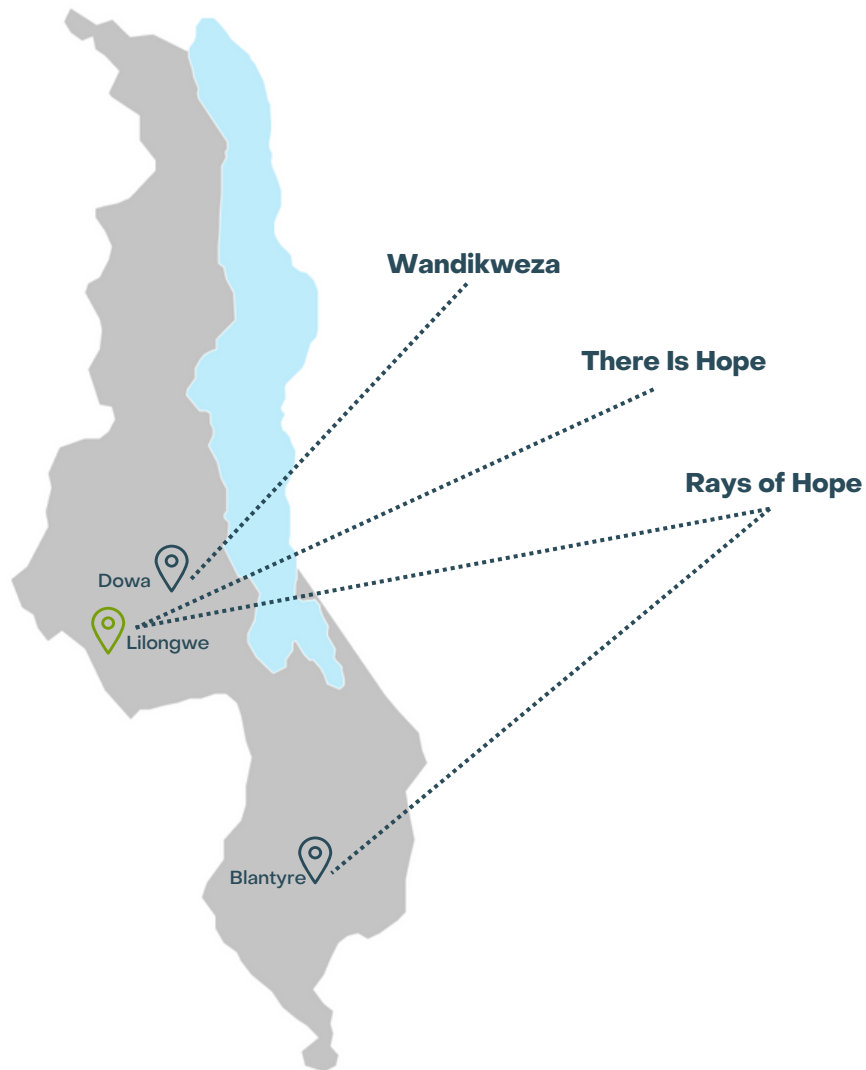 Wandikweza
There Is Hope
Rays of Hope
Dowa
Lilongwe
Blantyre